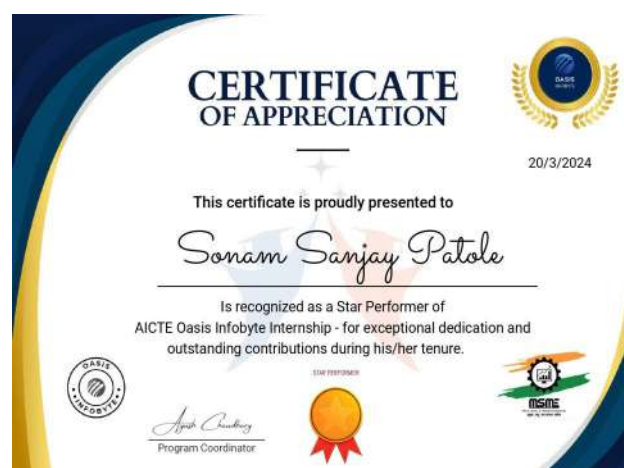 CERTIFICATE
OF APPRECIATION
OASIS
INFOBYTE
20/3/2024
This certificate is proudly presented to
Sonam Sanjay Patole
Is recognized as a Star Performer of
AICTE Oasis Infobyte Internship - for exceptional dedication and
outstanding contributions during his/her tenure.
STAR PERFORMER
OASIS
INFOBYTE
MSME
Program Coordinator